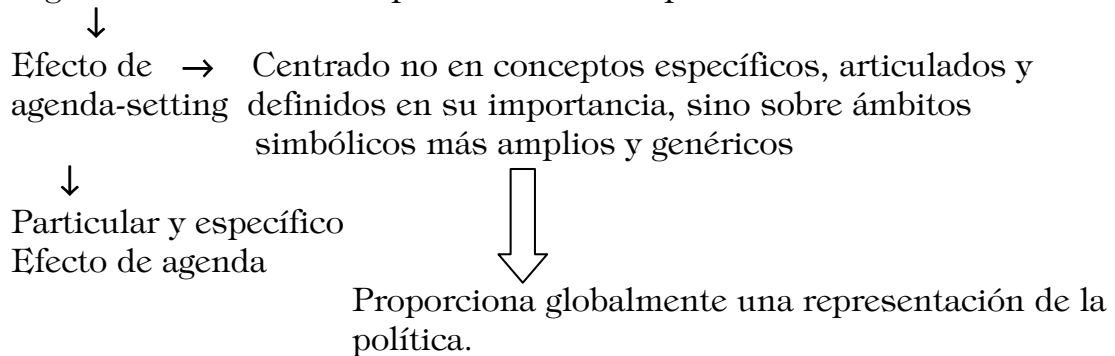 ↓
Efecto de → Centrado no en conceptos específicos, articulados y
agenda-setting definidos en su importancia, sino sobre ámbitos
simbólicos más amplios y genéricos
↓
Particular y específico
Efecto de agenda
Proporciona globalmente una representación de la
política.